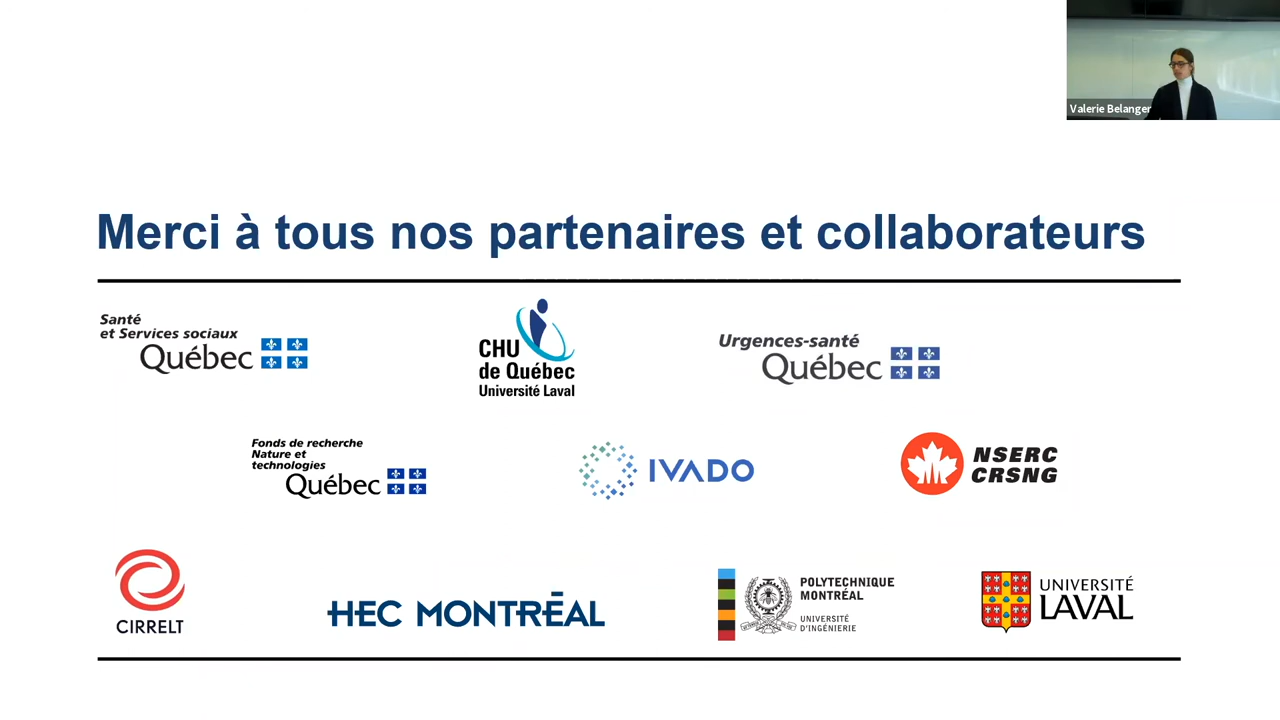 Valerie Belanger
Merci à tous nos partenaires et collaborateurs
Santé
et Services sociaux
Québec
CHU
de Québec
Université Laval
Urgences-santé
Québec
Fonds de recherche
Nature et
technologies
Québec
IVADO
NSERC
CRSNG
CIRRELT
HEC MONTRÉAL
POLYTECHNIQUE
MONTRÉAL
UNIVERSITÉ
D'INGÉNIERIE
UNIVERSITÉ
LAVAL